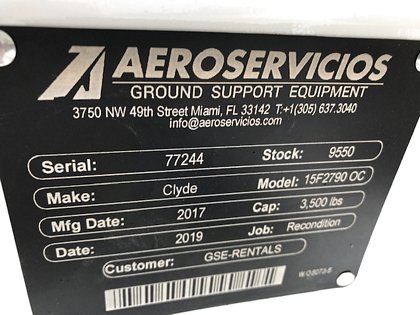 AEROSERVICIOS
GROUND SUPPORT EQUIPMENT
3750 NW 49th Street Miami, FL 33142 T:+1(305) 637.3040
info@aeroservicios.com
Serial: 77244 Stock: 9550
Make: Clyde Model: 15F2790 OC
Mfg Date: 2017 Cap: 3,500 lbs
Date: 2019 Job: Recondition
Customer: GSE-RENTALS
W.O 8073-5